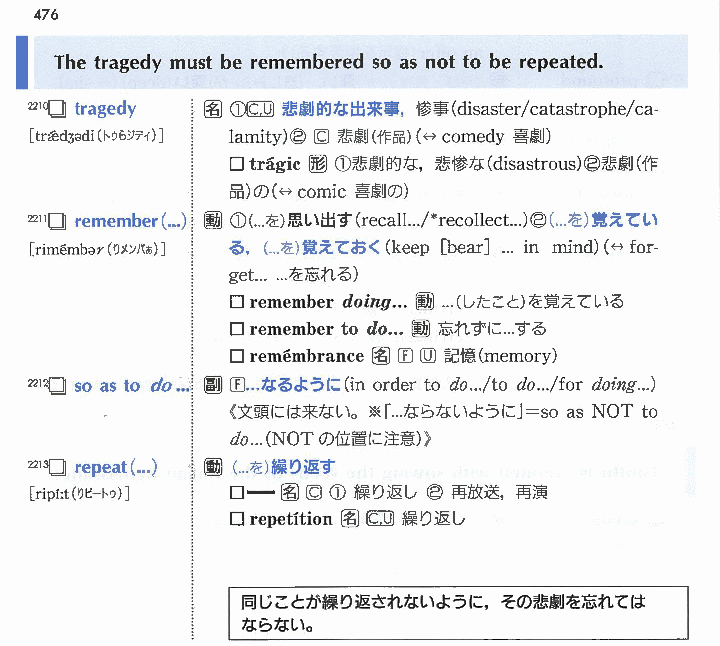 476
The tragedy must be remembered so as not to be repeated.
2210□ tragedy
[trǽdʒədi(トゥラジディ)]
名 ①C,U 悲劇的な出来事，惨事(disaster/catastrophe/ca-
lamity)② C 悲劇(作品)(↔ comedy 喜劇)
□ trágic 形 ①悲劇的な，悲惨な(disastrous)②悲劇(作
品)の(↔ comic 喜劇の)
2211□ remember(...)
[rimémbər(リメンバァ)]
動 ①(...を)思い出す(recall.../*recollect...)②(...を)覚えてい
る，(...を)覚えておく(keep [bear] ... in mind)(↔ for-
get... ...を忘れる)
□ remember doing... 動 ...(したこと)を覚えている
□ remember to do... 動 忘れずに...する
□ remémbrance 名 F U 記憶(memory)
2212□ so as to do...
副 F...なるように(in order to do.../to do.../for doing...)
《文頭には来ない。※「...ならないように」=so as NOT to
do...(NOT の位置に注意)》
2213□ repeat(...)
[ripíːt(リピートゥ)]
動 (...を)繰り返す
□━ 名 C ① 繰り返し ② 再放送，再演
□ repetítion 名 C,U 繰り返し
同じことが繰り返されないように，その悲劇を忘れては
ならない。